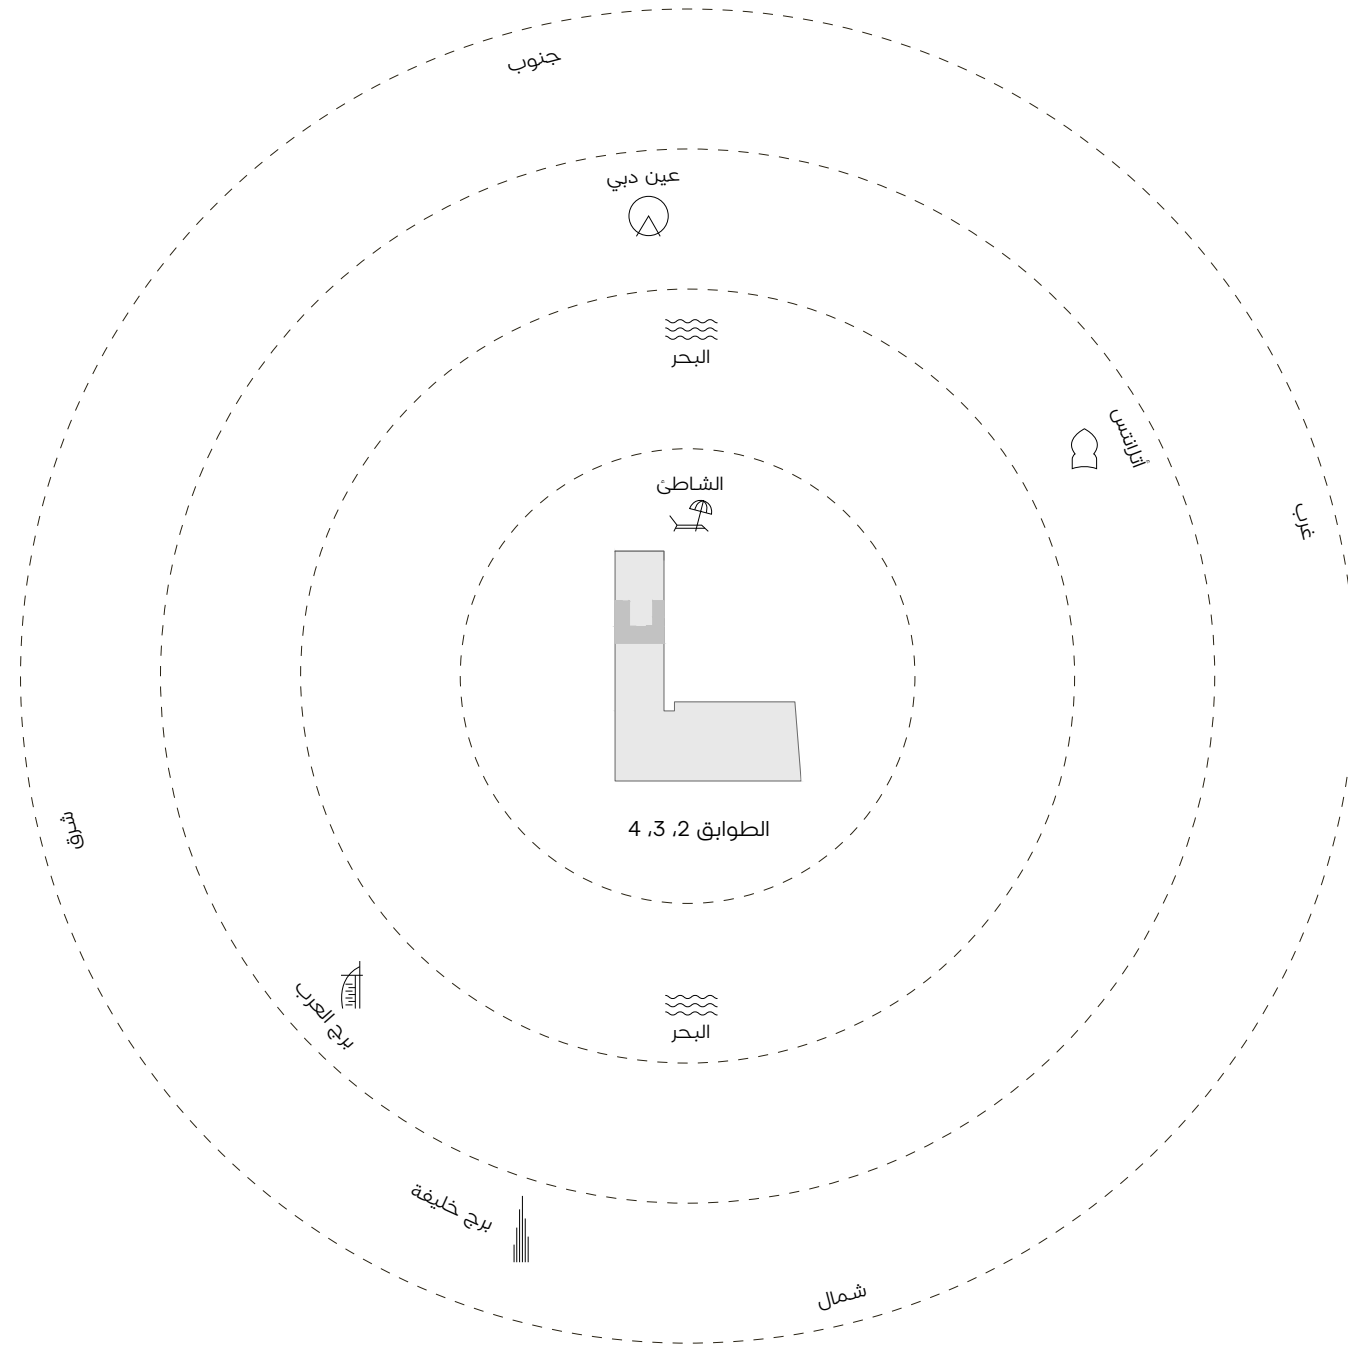 جنوب
عين دبي
البحر
أتلانتس
الشاطئ
غرب
شرق
الطوابق 2، 3، 4
برج العرب
البحر
برج خليفة
شمال